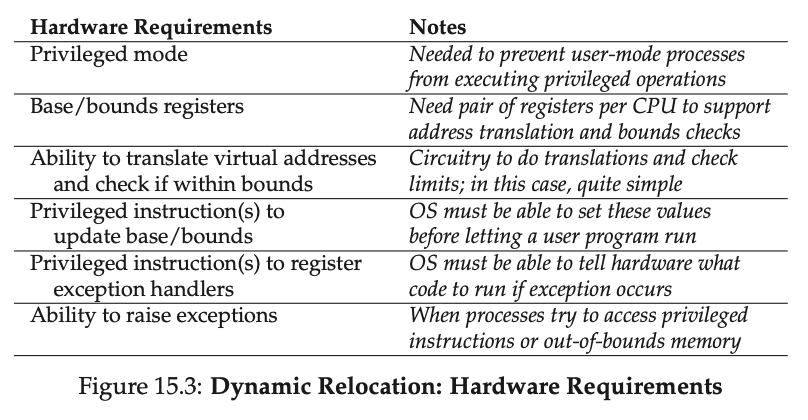 Hardware Requirements Notes
Privileged mode Needed to prevent user-mode processes
from executing privileged operations
Base/bounds registers Need pair of registers per CPU to support
address translation and bounds checks
Ability to translate virtual addresses Circuitry to do translations and check
and check if within bounds limits; in this case, quite simple
Privileged instruction(s) to OS must be able to set these values
update base/bounds before letting a user program run
Privileged instruction(s) to register OS must be able to tell hardware what
exception handlers code to run if exception occurs
Ability to raise exceptions When processes try to access privileged
instructions or out-of-bounds memory
Figure 15.3: Dynamic Relocation: Hardware Requirements